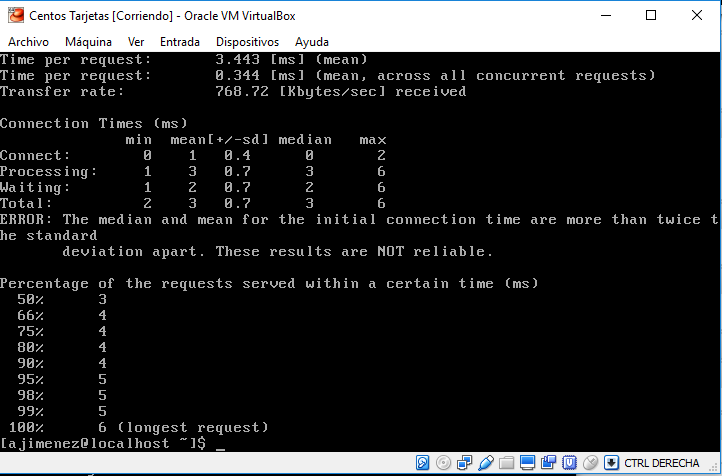 Centos Tarjetas [Corriendo] - Oracle VM VirtualBox
Archivo Máquina Ver Entrada Dispositivos Ayuda
Time per request: 3.443 [ms] (mean)
Time per request: 0.344 [ms] (mean, across all concurrent requests)
Transfer rate: 768.72 [Kbytes/sec] received
Connection Times (ms)
min mean[+/-sd] median max
Connect: 0 1 0.4 0 2
Processing: 1 3 0.7 3 6
Waiting: 1 2 0.7 2 6
Total: 2 3 0.7 3 6
ERROR: The median and mean for the initial connection time are more than twice t
he standard
deviation apart. These results are NOT reliable.
Percentage of the requests served within a certain time (ms)
50% 3
66% 4
75% 4
80% 4
90% 4
95% 5
98% 5
99% 5
100% 6 (longest request)
[ajimenez@localhost ~]$ _
CTRL DERECHA